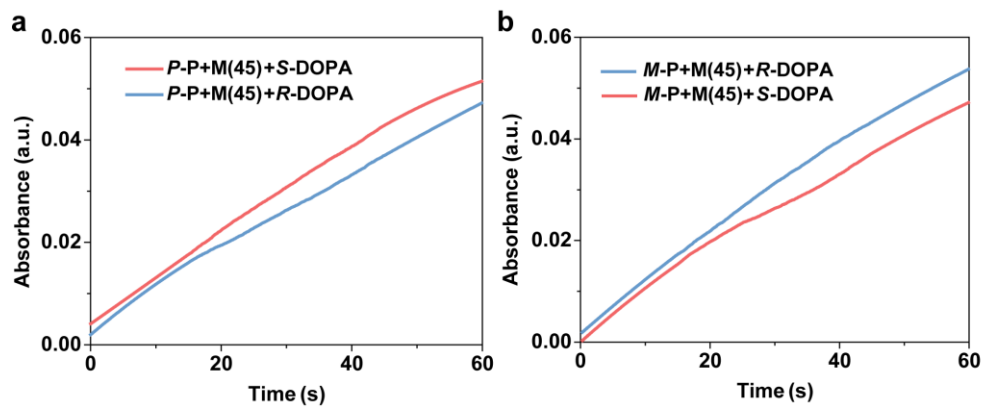 a
0.06
0.04
0.02
0.00
Absorbance (a.u.)
P-P+M(45)+S-DOPA
P-P+M(45)+R-DOPA
0
20
40
60
Time (s)
b
0.06
0.04
0.02
0.00
Absorbance (a.u.)
M-P+M(45)+R-DOPA
M-P+M(45)+S-DOPA
0
20
40
60
Time (s)